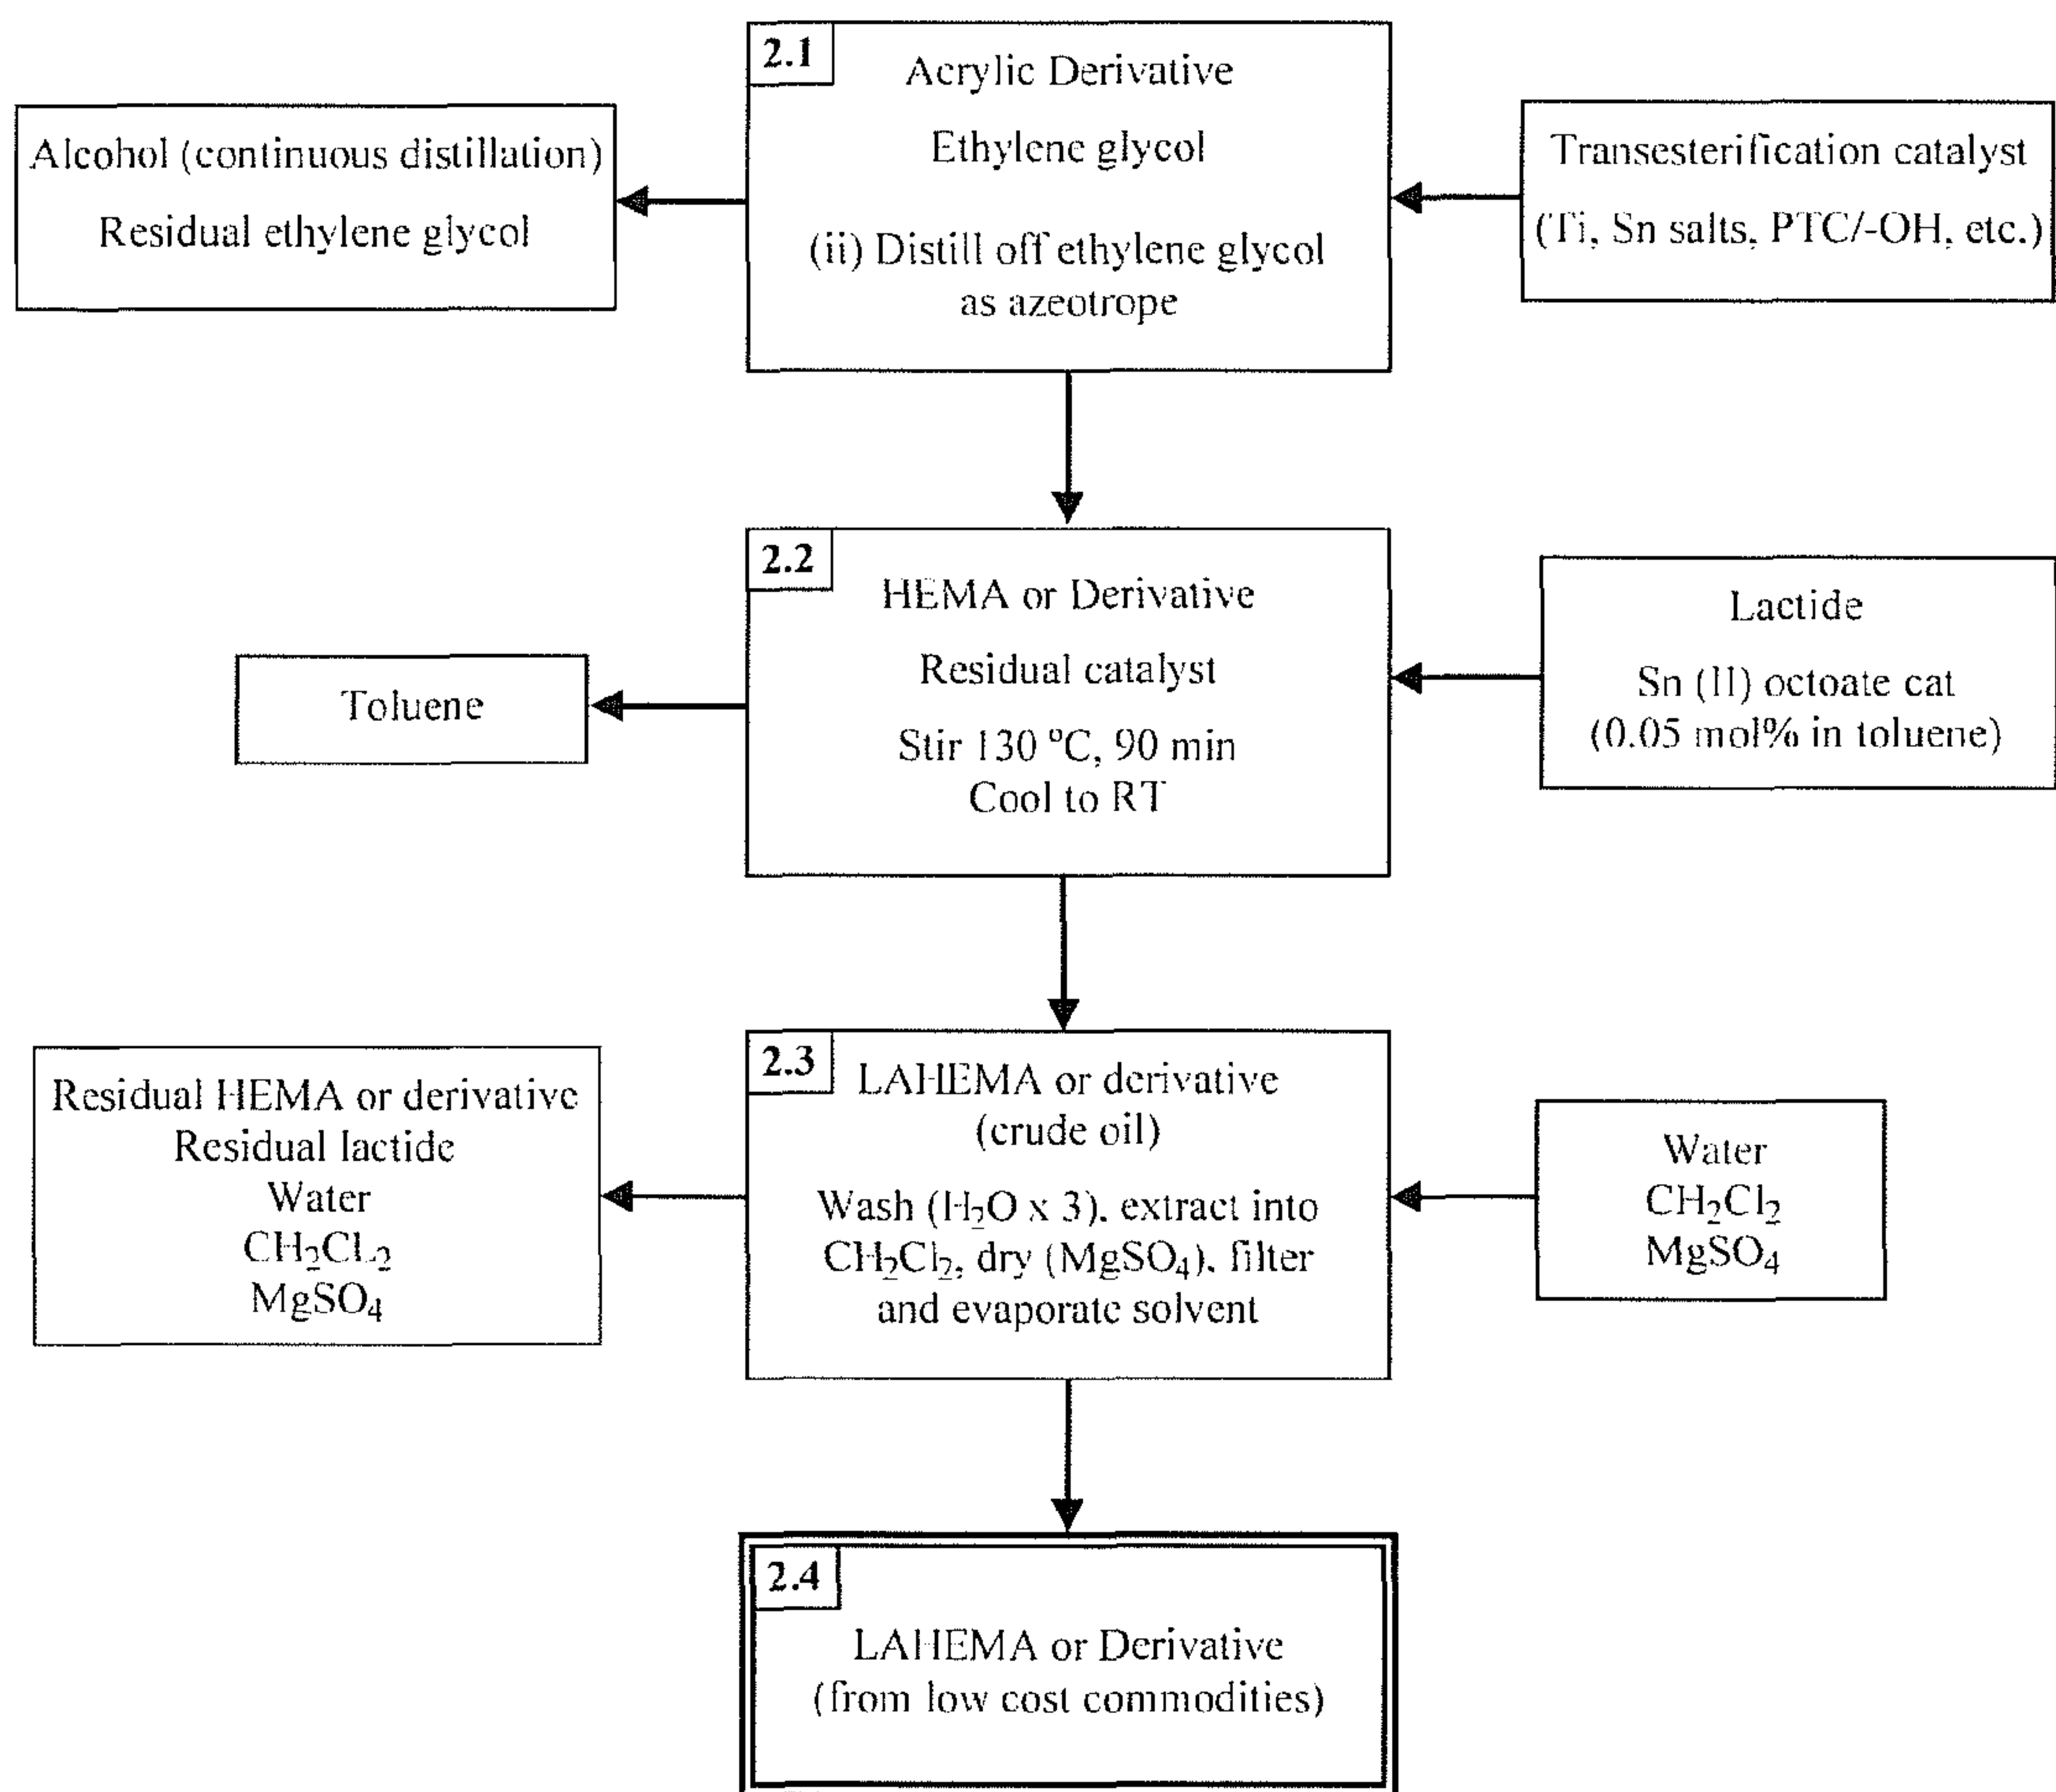 2.1
Acrylic Derivative
Ethylene glycol
(ii) Distill off ethylene glycol
as azeotrope
Alcohol (continuous distillation)
Residual ethylene glycol
Transesterification catalyst
(Ti, Sn salts, PTC/-OH, etc.)
2.2
HEMA or Derivative
Residual catalyst
Stir 130 ºC, 90 min
Cool to RT
Toluene
Lactide
Sn (II) octoate cat
(0.05 mol% in toluene)
2.3
LAHEMA or derivative
(crude oil)
Wash (H₂O x 3), extract into
CH₂Cl₂, dry (MgSO₄), filter
and evaporate solvent
Residual HEMA or derivative
Residual lactide
Water
CH₂CL₂
MgSO₄
Water
CH₂Cl₂
MgSO₄
2.4
LAHEMA or Derivative
(from low cost commodities)